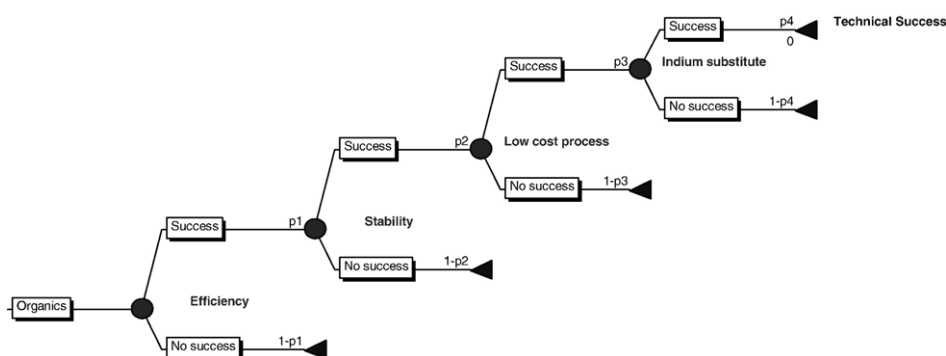 Success
p4
0
Technical Success
Success
p3
Indium substitute
No success
1-p4
Success
p2
Low cost process
No success
1-p3
Success
p1
Stability
No success
1-p2
Organics
Efficiency
No success
1-p1